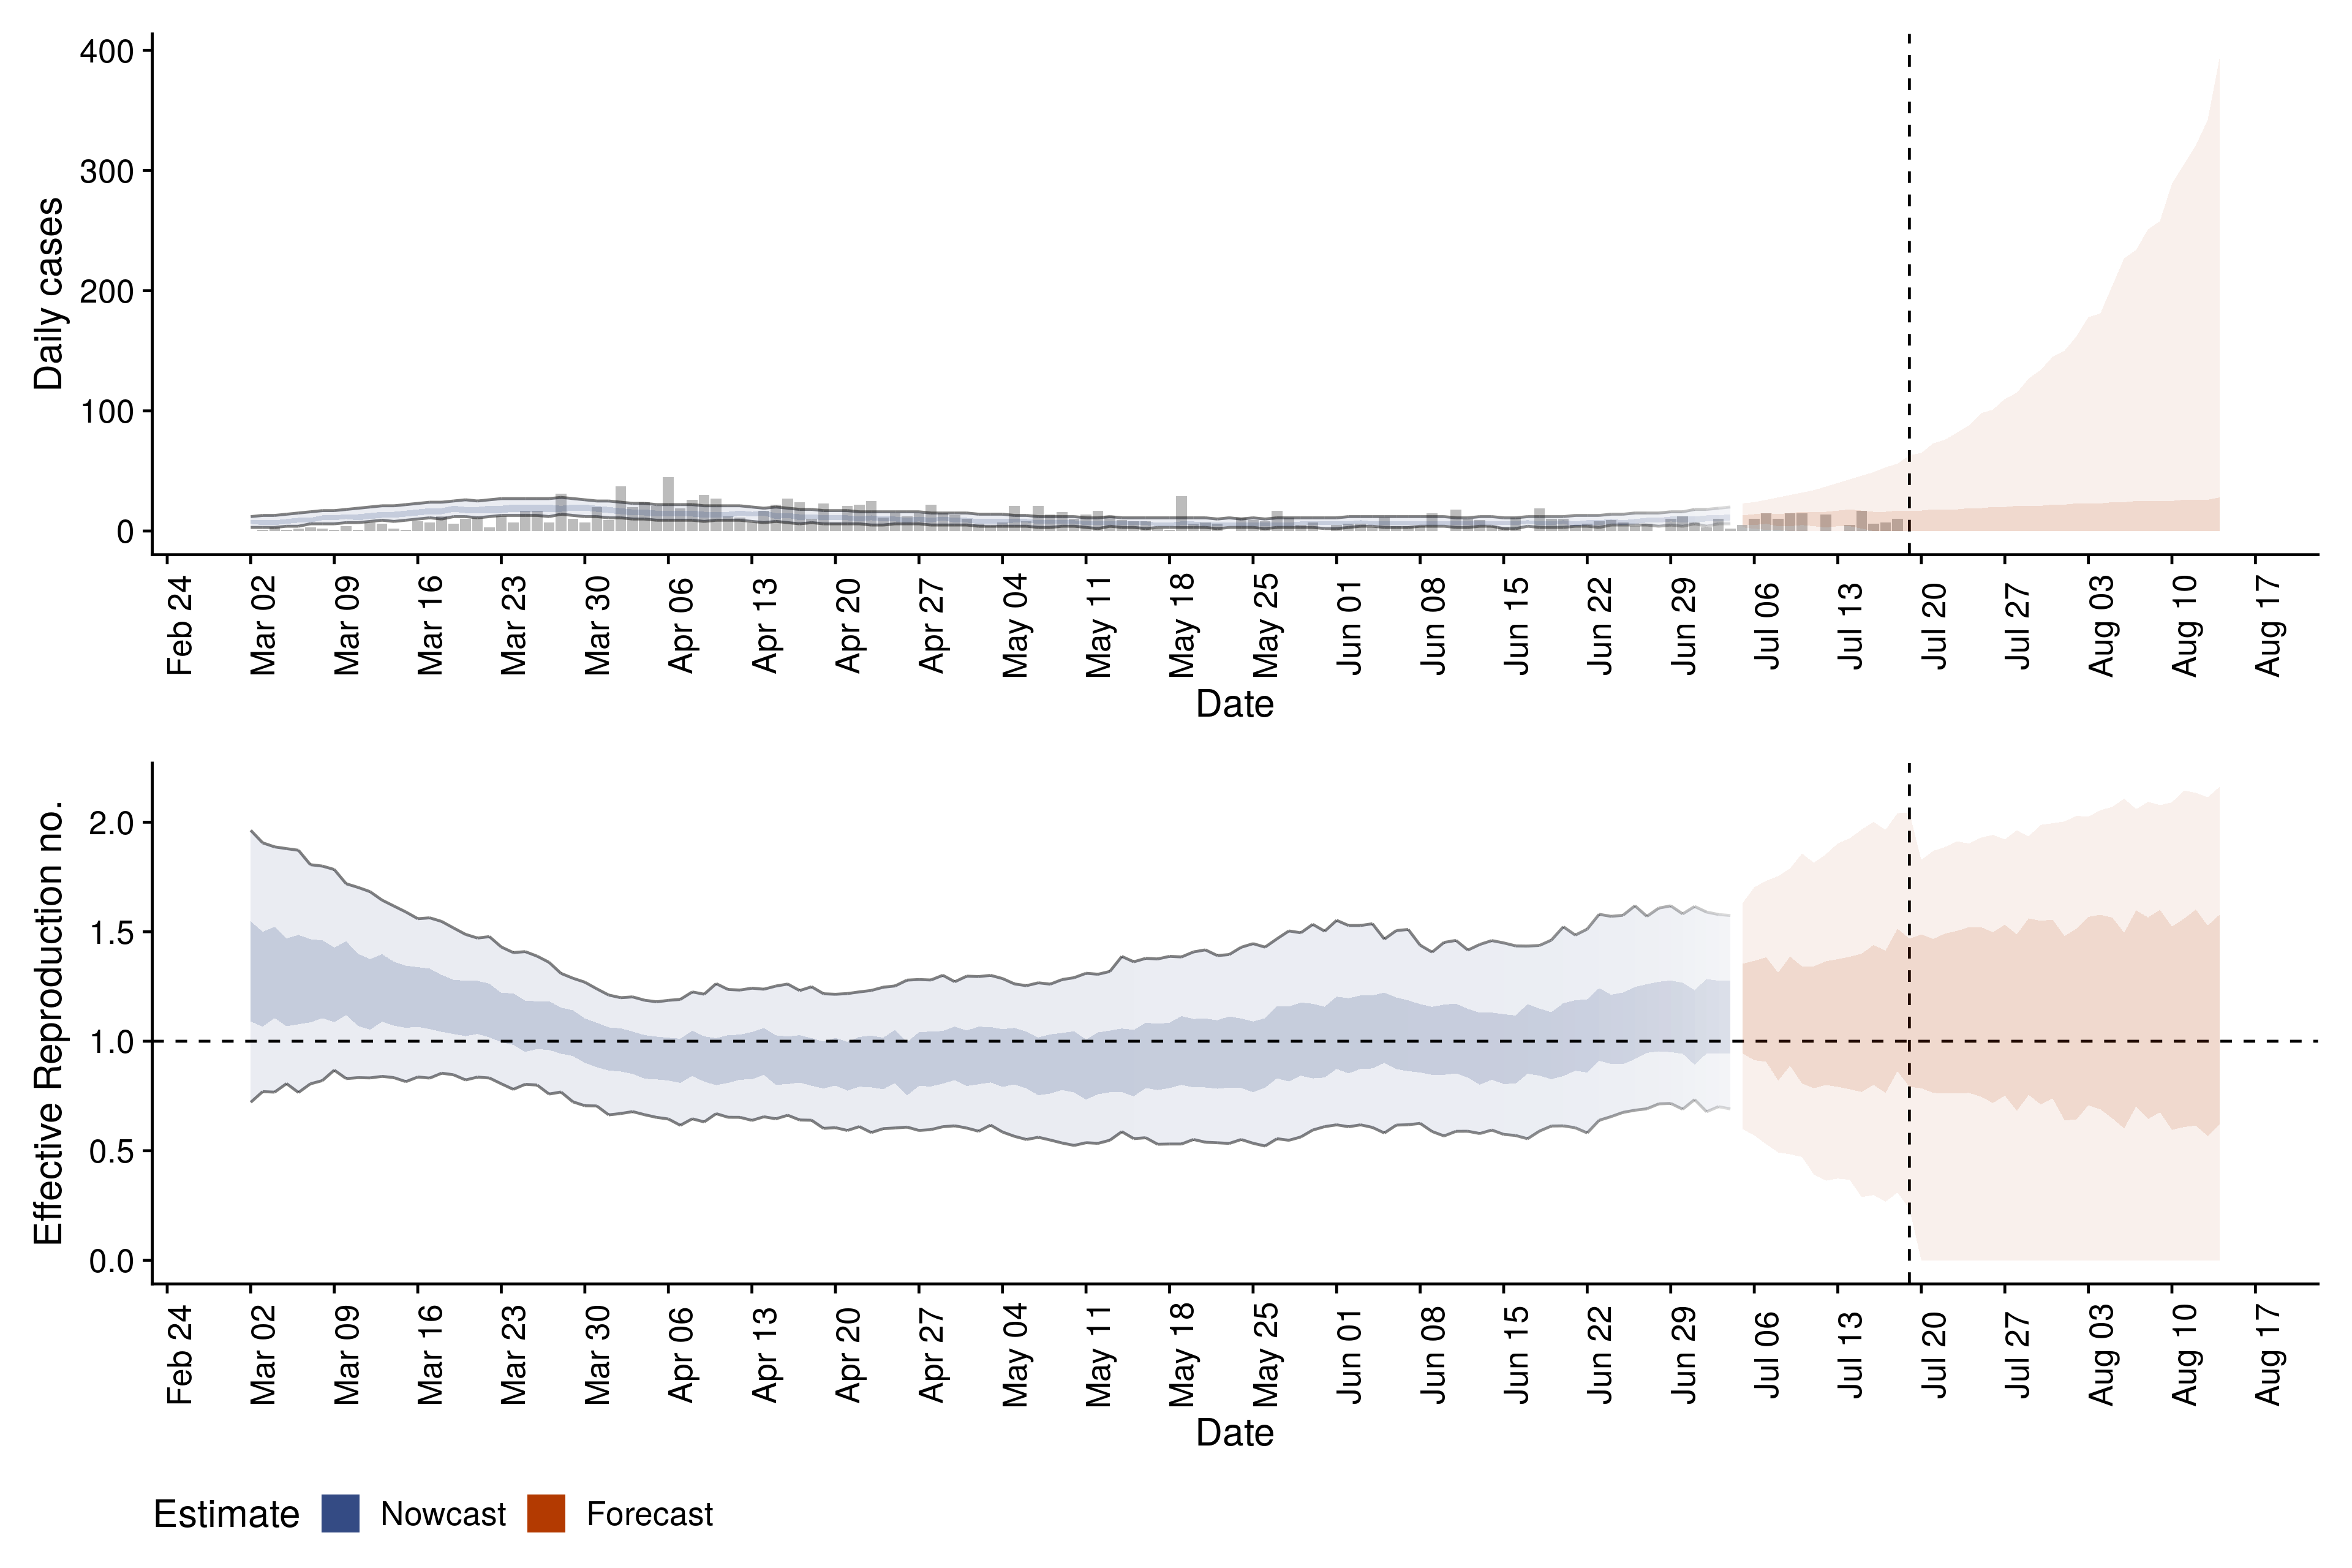 400
300
200
100
0
Daily cases
Feb 24
Mar 02
Mar 09
Mar 16
Mar 23
Mar 30
Apr 06
Apr 13
Apr 20
Apr 27
May 04
May 11
May 18
May 25
Jun 01
Jun 08
Jun 15
Jun 22
Jun 29
Jul 06
Jul 13
Jul 20
Jul 27
Aug 03
Aug 10
Aug 17
Date
2.0
1.5
1.0
0.5
0.0
Effective Reproduction no.
Feb 24
Mar 02
Mar 09
Mar 16
Mar 23
Mar 30
Apr 06
Apr 13
Apr 20
Apr 27
May 04
May 11
May 18
May 25
Jun 01
Jun 08
Jun 15
Jun 22
Jun 29
Jul 06
Jul 13
Jul 20
Jul 27
Aug 03
Aug 10
Aug 17
Date
Estimate Nowcast Forecast